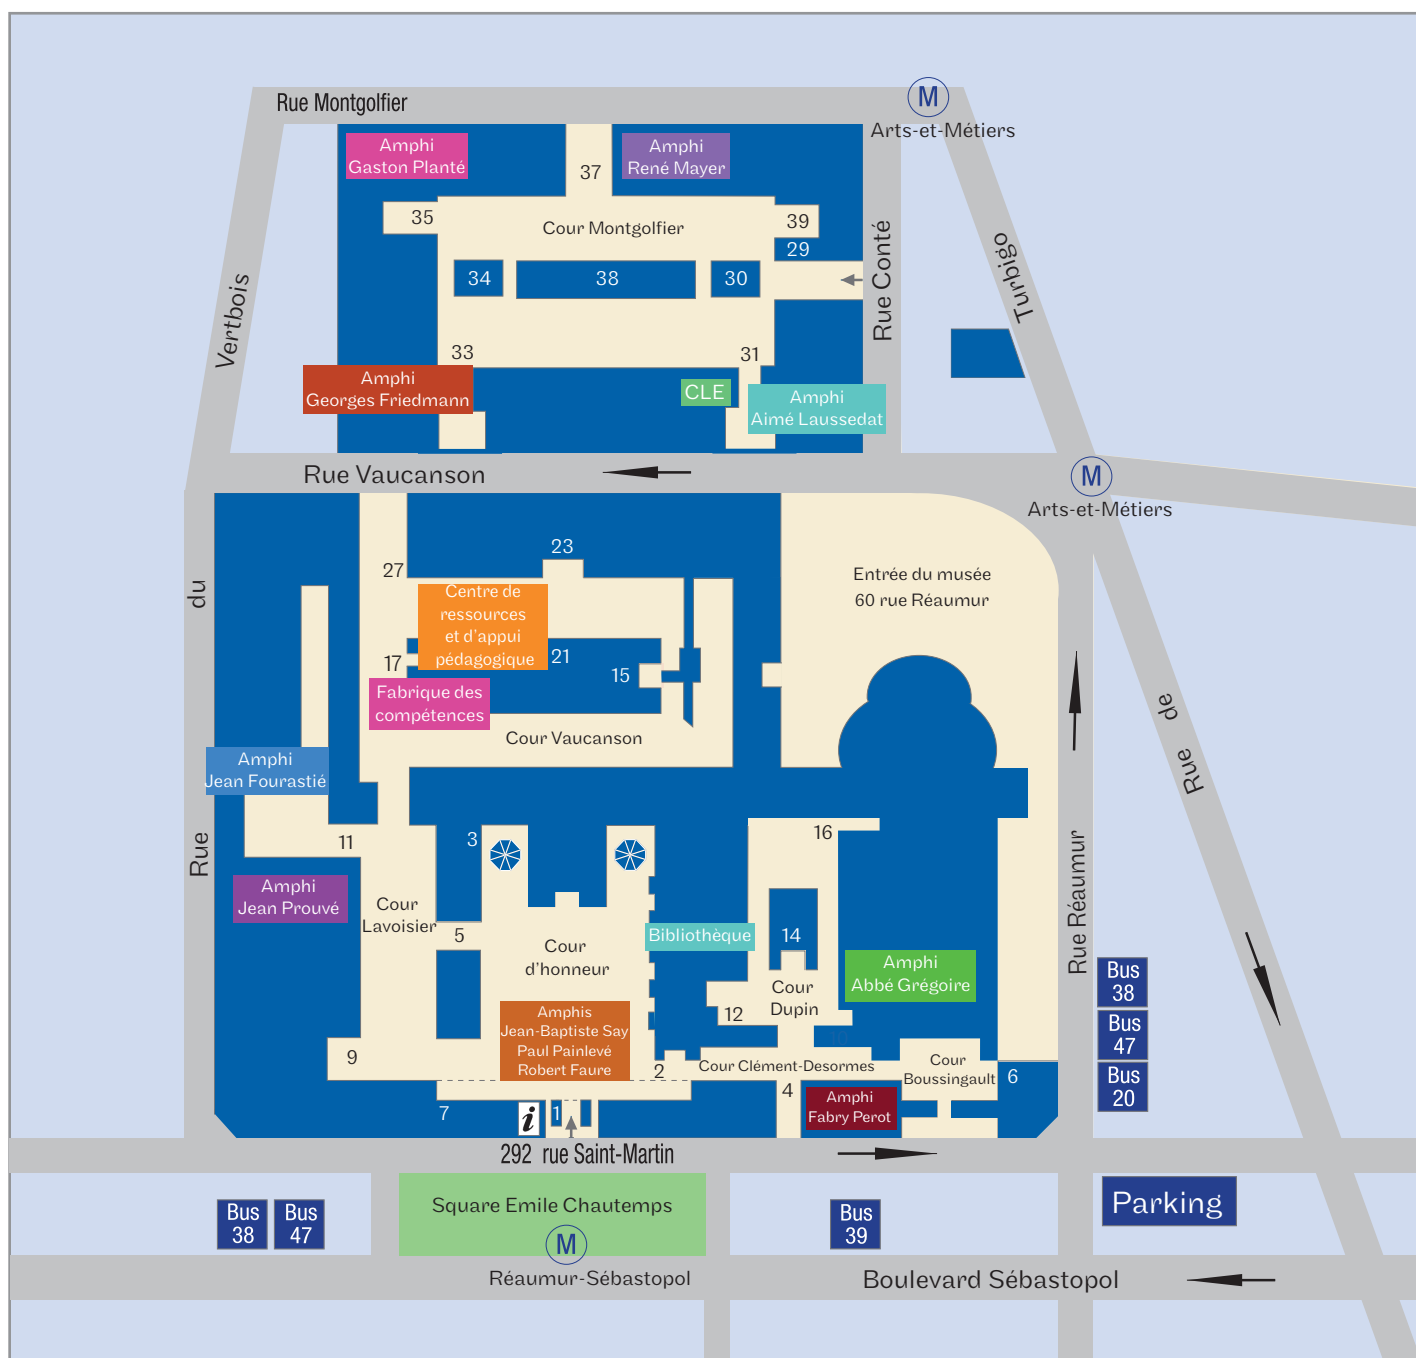 Rue Montgolfier
M
Arts-et-Métiers
Amphi
Gaston Planté
Amphi
René Mayer
37
35
39
Cour Montgolfier
29
34
38
30
Rue Conté
Turbigo
Vertbois
33
31
Amphi
Georges Friedmann
CLE
Amphi
Aimé Laussedat
Rue Vaucanson
M
Arts-et-Métiers
23
27
Entrée du musée
60 rue Réaumur
du
Centre de
ressources
et d'appui
pédagogique
21
17
15
Fabrique des
compétences
Cour Vaucanson
Rue de
Amphi
Jean Fourastié
11
3
16
Rue
Amphi
Jean Prouvé
Cour
Lavoisier
5
Cour
d'honneur
Bibliothèque
14
Rue Réaumur
Amphi
Abbé Grégoire
Cour
Dupin
12
Bus
38
Bus
47
Bus
20
Amphis
Jean-Baptiste Say
Paul Painlevé
Robert Faure
9
2
Cour Clément-Desormes
Cour
Boussingault
6
4
Amphi
Fabry Perot
7
i
1
292 rue Saint-Martin
Square Emile Chautemps
M
Réaumur-Sébastopol
Bus
38
Bus
47
Bus
39
Parking
Boulevard Sébastopol